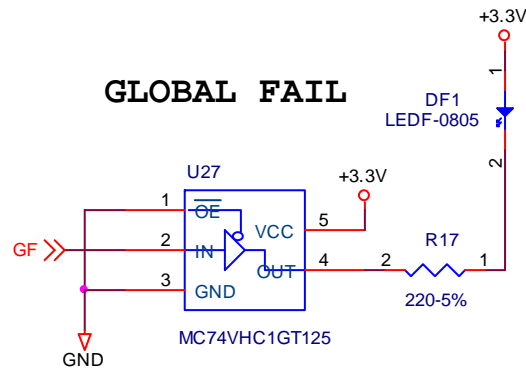 +3.3V
1
GLOBAL FAIL
DF1
LEDF-0805
2
U27
+3.3V
1
OE
VCC
5
R17
GF
2
IN
OUT
4
2
1
3
GND
220-5%
MC74VHC1GT125
GND